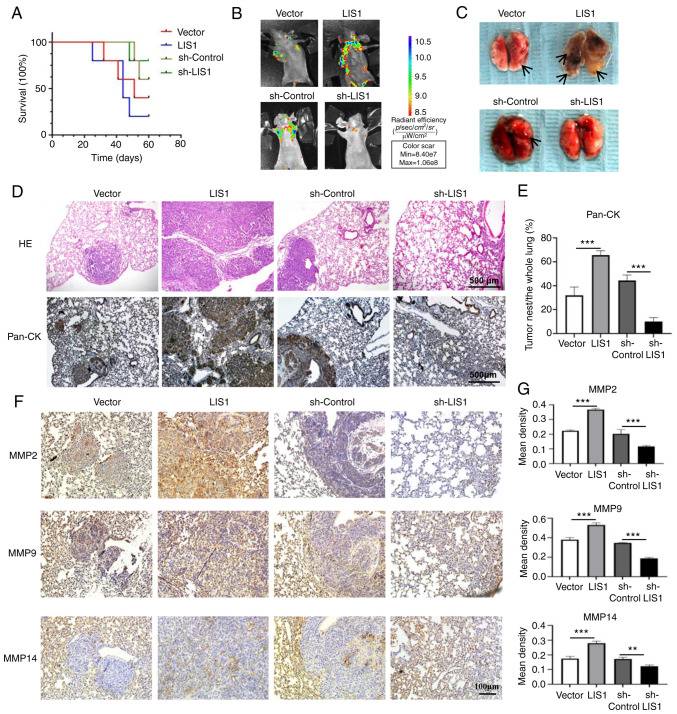 A
Survival (100%)
100
50
0
0
20
40
60
80
Time (days)
Vector
LIS1
sh-Control
sh-LIS1
B
Vector
LIS1
sh-Control
sh-LIS1
10.5
10.0
9.5
9.0
8.5
Radiant efficiency
p/sec/cm²/sr
µW/cm²
Color scar
Min=8.40e7
Max=1.06e8
C
Vector
LIS1
sh-Control
sh-LIS1
D
Vector
LIS1
sh-Control
sh-LIS1
HE
500 µm
Pan-CK
500µm
E
Pan-CK
Tumor nest/the whole lung (%)
80
60
40
20
0
***
***
Vector
LIS1
sh-
Control
sh-
LIS1
F
Vector
LIS1
sh-Control
sh-LIS1
MMP2
MMP9
MMP14
100µm
G
MMP2
Mean density
0.4
0.3
0.2
0.1
0.0
***
***
Vector
LIS1
sh-
Control
sh-
LIS1
MMP9
Mean density
0.6
0.4
0.2
0.0
***
***
Vector
LIS1
sh-
Control
sh-
LIS1
MMP14
Mean density
0.4
0.3
0.2
0.1
0.0
***
**
Vector
LIS1
sh-
Control
sh-
LIS1